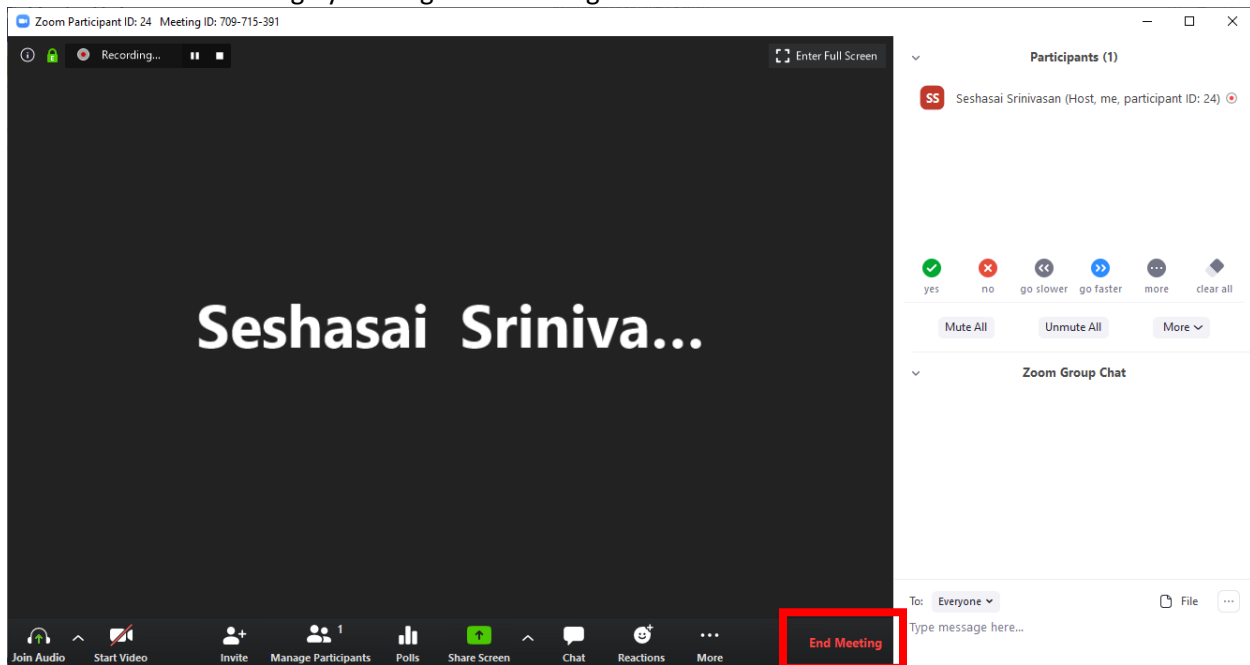 Zoom Participant ID: 24 Meeting ID: 709-715-391
Recording...
Enter Full Screen
Participants (1)
SS Seshasai Srinivasan (Host, me, participant ID: 24)
yes no go slower go faster more clear all
Mute All Unmute All More
Seshasai Sriniva...
Zoom Group Chat
To: Everyone File
Type message here...
Join Audio Start Video Invite Manage Participants 1 Polls Share Screen Chat Reactions More End Meeting